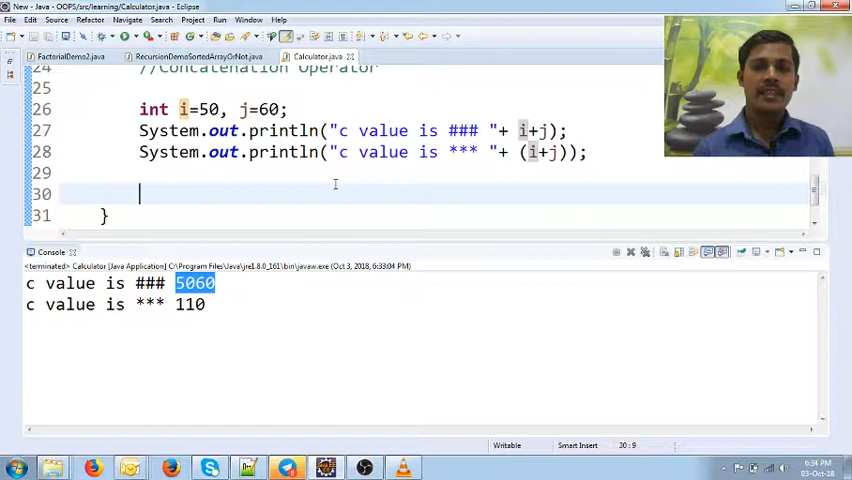 New - Java - OOPS/src/learning/Calculator.java - Eclipse
File Edit Source Refactor Navigate Search Project Run Window Help
FactorialDemo2.java RecursionDemoSortedArrayOrNot.java Calculator.java
24 //Concatenation Operator
25
26 int i=50, j=60;
27 System.out.println("c value is ### "+ i+j);
28 System.out.println("c value is *** "+ (i+j));
29
30
31 }
Console
<terminated> Calculator [Java Application] C:\Program Files\Java\jre1.8.0_161\bin\javaw.exe (Oct 3, 2018, 6:33:04 PM)
c value is ### 5060
c value is *** 110
Writable Smart Insert 30 : 9
6:34 PM
03-Oct-18